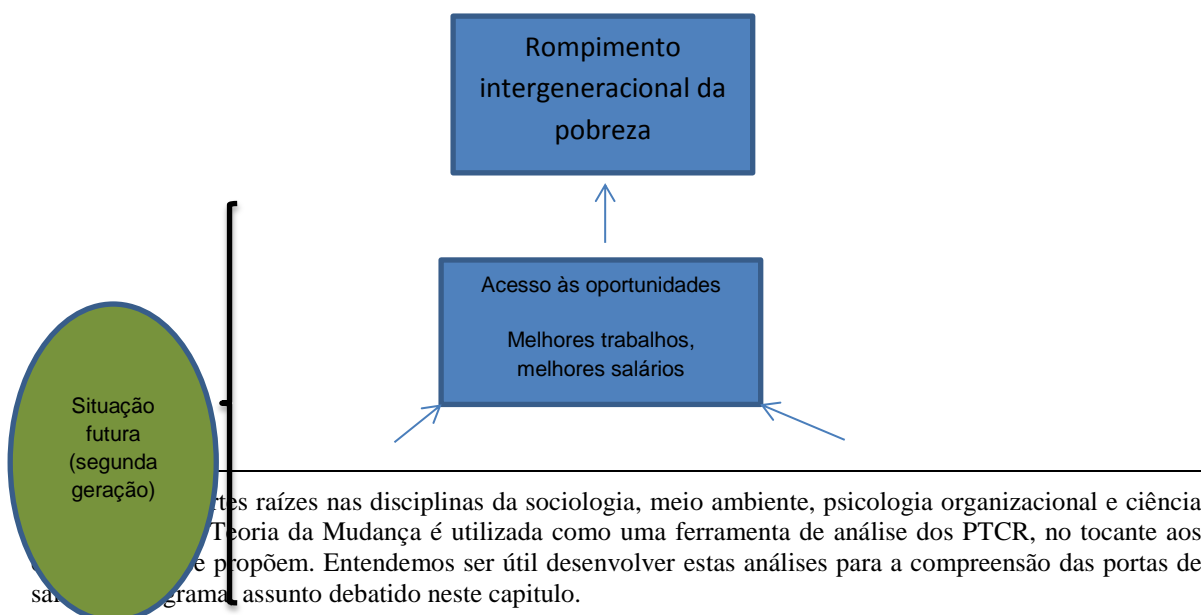 Rompimento
intergeneracional da
pobreza
Acesso às oportunidades
Melhores trabalhos,
melhores salários
Situação
futura
(segunda
geração)
raízes nas disciplinas da sociologia, meio ambiente, psicologia organizacional e ciência
Teoria da Mudança é utilizada como uma ferramenta de análise dos PTCR, no tocante aos
propõem. Entendemos ser útil desenvolver estas análises para a compreensão das portas de
assunto debatido neste capitulo.